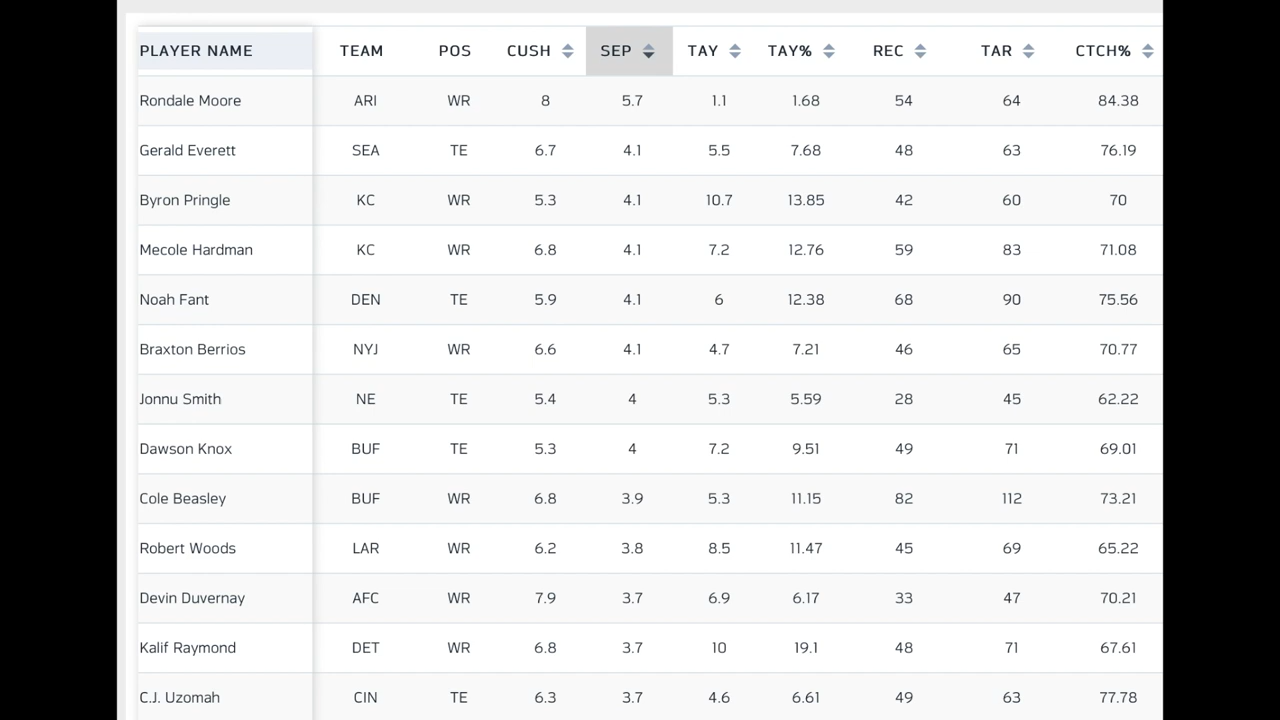 PLAYER NAME TEAM POS CUSH SEP TAY TAY% REC TAR CTCH%
Rondale Moore ARI WR 8 5.7 1.1 1.68 54 64 84.38
Gerald Everett SEA TE 6.7 4.1 5.5 7.68 48 63 76.19
Byron Pringle KC WR 5.3 4.1 10.7 13.85 42 60 70
Mecole Hardman KC WR 6.8 4.1 7.2 12.76 59 83 71.08
Noah Fant DEN TE 5.9 4.1 6 12.38 68 90 75.56
Braxton Berrios NYJ WR 6.6 4.1 4.7 7.21 46 65 70.77
Jonnu Smith NE TE 5.4 4 5.3 5.59 28 45 62.22
Dawson Knox BUF TE 5.3 4 7.2 9.51 49 71 69.01
Cole Beasley BUF WR 6.8 3.9 5.3 11.15 82 112 73.21
Robert Woods LAR WR 6.2 3.8 8.5 11.47 45 69 65.22
Devin Duvernay AFC WR 7.9 3.7 6.9 6.17 33 47 70.21
Kalif Raymond DET WR 6.8 3.7 10 19.1 48 71 67.61
C.J. Uzomah CIN TE 6.3 3.7 4.6 6.61 49 63 77.78